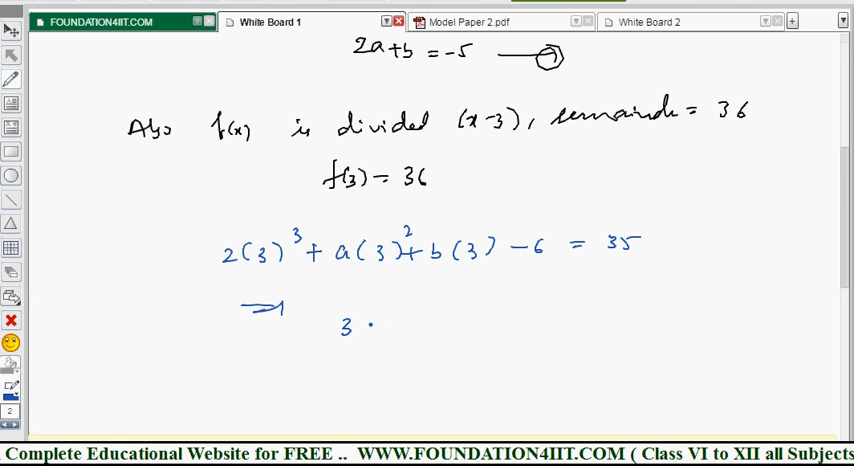 FOUNDATION4IIT.COM White Board 1 Model Paper 2.pdf White Board 2
2a+b = -5 ⟶ ②
Also f(x) is divided (x-3), remainder = 36
f(3) = 36
2(3)³ + a(3)² + b(3) - 6 = 35
⇒ 3 .
2
Complete Educational Website for FREE .. WWW.FOUNDATION4IIT.COM ( Class VI to XII all Subjects